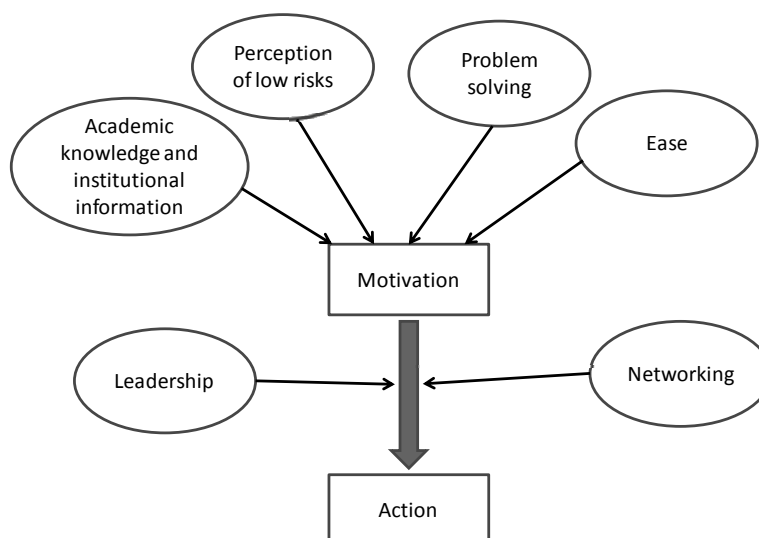 Perception
of low risks
Problem
solving
Academic
knowledge and
institutional
information
Ease
Motivation
Leadership
Networking
Action